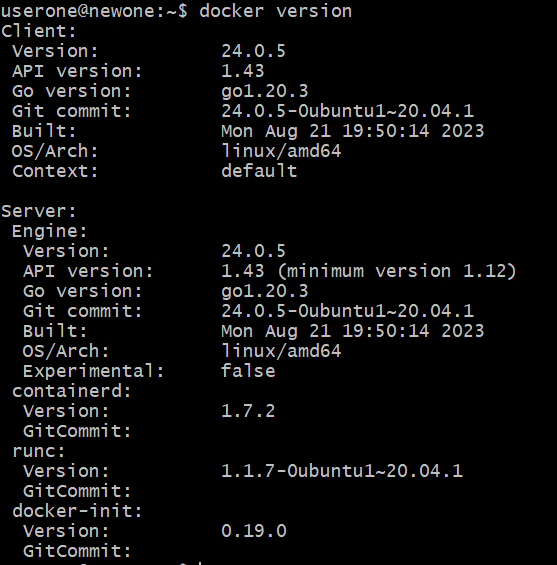 userone@newone:~$ docker version
Client:
 Version:           24.0.5
 API version:       1.43
 Go version:        go1.20.3
 Git commit:        24.0.5-0ubuntu1~20.04.1
 Built:             Mon Aug 21 19:50:14 2023
 OS/Arch:           linux/amd64
 Context:           default

Server:
 Engine:
  Version:          24.0.5
  API version:      1.43 (minimum version 1.12)
  Go version:       go1.20.3
  Git commit:       24.0.5-0ubuntu1~20.04.1
  Built:            Mon Aug 21 19:50:14 2023
  OS/Arch:          linux/amd64
  Experimental:     false
 containerd:
  Version:          1.7.2
  GitCommit:
 runc:
  Version:          1.1.7-0ubuntu1~20.04.1
  GitCommit:
 docker-init:
  Version:          0.19.0
  GitCommit: